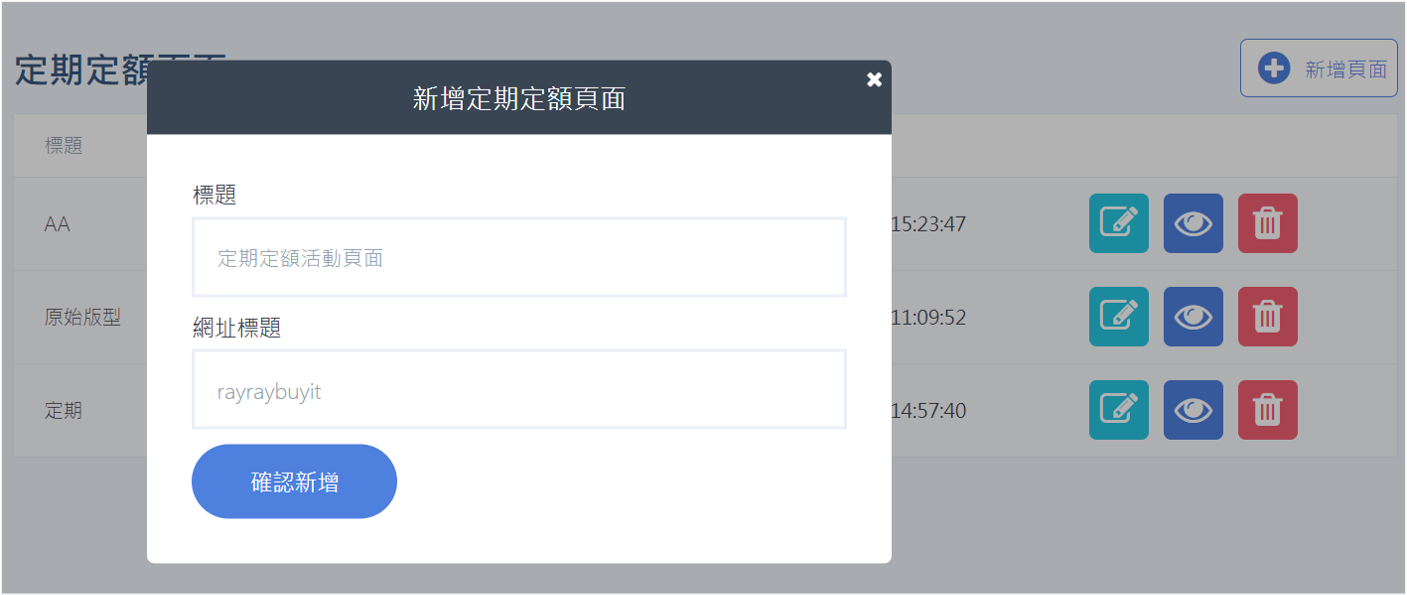 定期定額頁面
新增頁面
新增定期定額頁面
標題
標題
定期定額活動頁面
AA
15:23:47
原始版型
網址標題
11:09:52
rayraybuyit
定期
14:57:40
確認新增